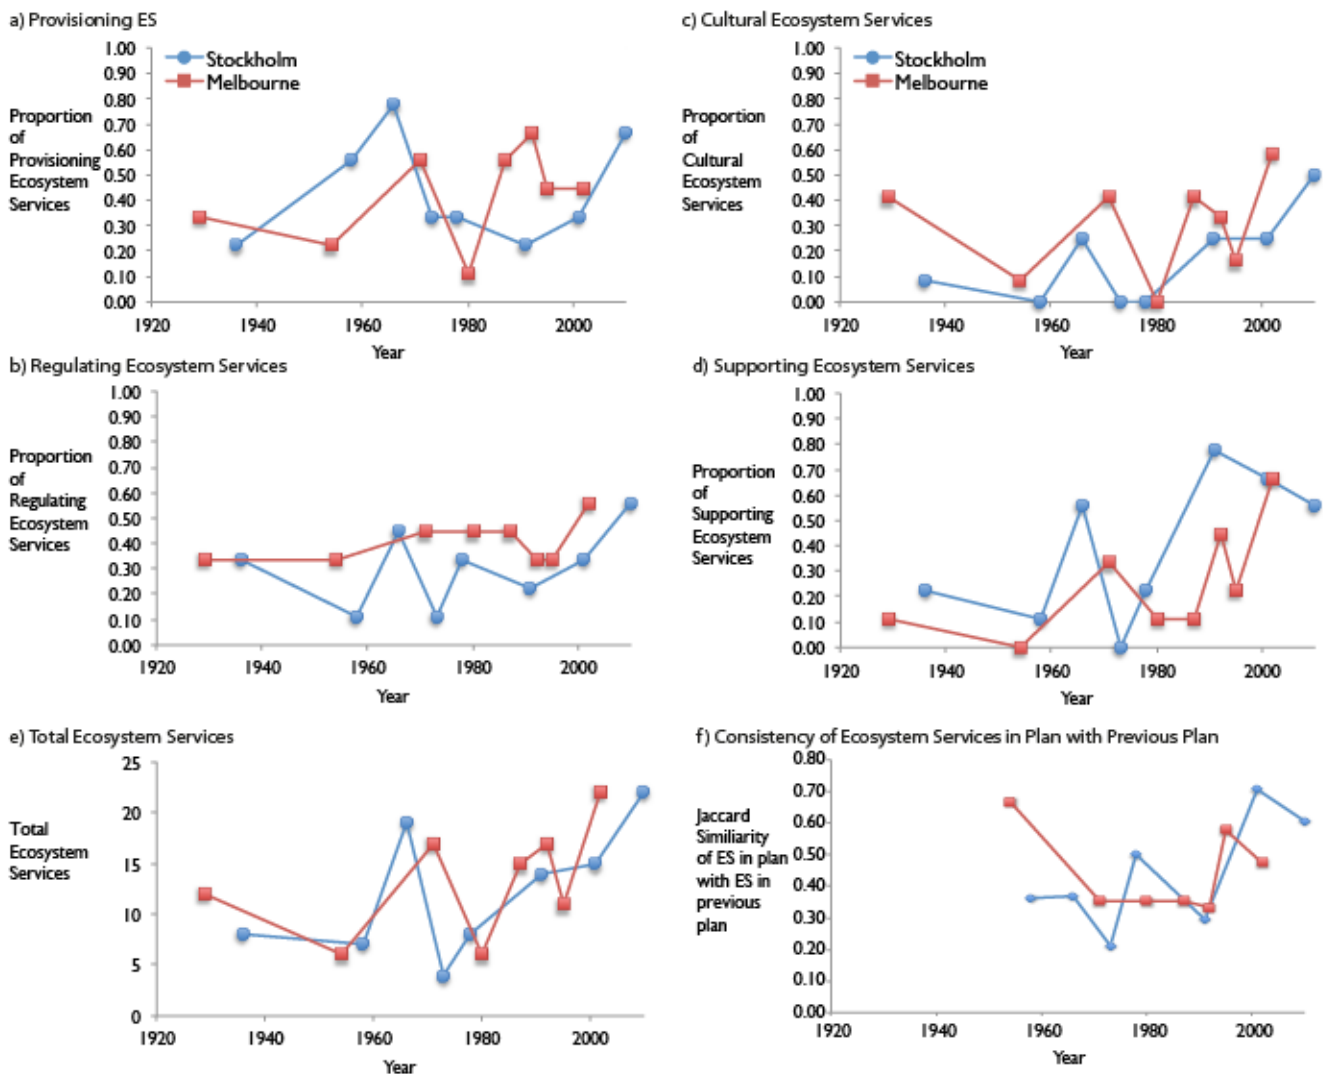 a) Provisioning ES
1.00
0.90
0.80
0.70
0.60
0.50
0.40
0.30
0.20
0.10
0.00
Proportion
of
Provisioning
Ecosystem
Services
Stockholm
Melbourne
1920 1940 1960 1980 2000
Year
c) Cultural Ecosystem Services
1.00
0.90
0.80
0.70
0.60
0.50
0.40
0.30
0.20
0.10
0.00
Proportion
of
Cultural
Ecosystem
Services
Stockholm
Melbourne
1920 1940 1960 1980 2000
Year
b) Regulating Ecosystem Services
1.00
0.90
0.80
0.70
0.60
0.50
0.40
0.30
0.20
0.10
0.00
Proportion
of
Regulating
Ecosystem
Services
1920 1940 1960 1980 2000
Year
d) Supporting Ecosystem Services
1.00
0.90
0.80
0.70
0.60
0.50
0.40
0.30
0.20
0.10
0.00
Proportion
of
Supporting
Ecosystem
Services
1920 1940 1960 1980 2000
Year
e) Total Ecosystem Services
25
20
15
10
5
0
Total
Ecosystem
Services
1920 1940 1960 1980 2000
Year
f) Consistency of Ecosystem Services in Plan with Previous Plan
0.80
0.70
0.60
0.50
0.40
0.30
0.20
0.10
0.00
Jaccard
Similiarity
of ES in plan
with ES in
previous
plan
1920 1940 1960 1980 2000
Year